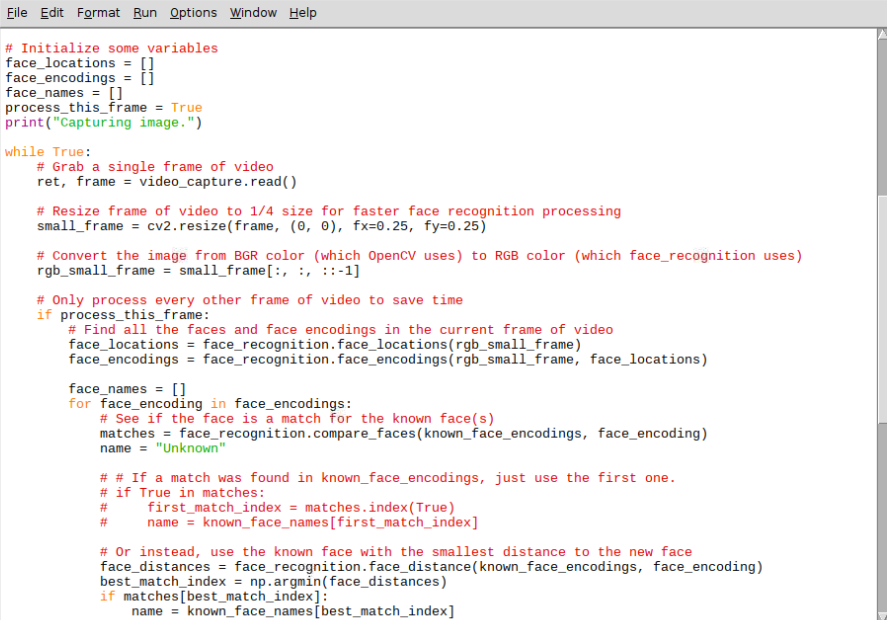 File Edit Format Run Options Window Help
# Initialize some variables
face_locations = []
face_encodings = []
face_names = []
process_this_frame = True
print("Capturing image.")
while True:
    # Grab a single frame of video
    ret, frame = video_capture.read()
    # Resize frame of video to 1/4 size for faster face recognition processing
    small_frame = cv2.resize(frame, (0, 0), fx=0.25, fy=0.25)
    # Convert the image from BGR color (which OpenCV uses) to RGB color (which face_recognition uses)
    rgb_small_frame = small_frame[:, :, ::-1]
    # Only process every other frame of video to save time
    if process_this_frame:
        # Find all the faces and face encodings in the current frame of video
        face_locations = face_recognition.face_locations(rgb_small_frame)
        face_encodings = face_recognition.face_encodings(rgb_small_frame, face_locations)
        face_names = []
        for face_encoding in face_encodings:
            # See if the face is a match for the known face(s)
            matches = face_recognition.compare_faces(known_face_encodings, face_encoding)
            name = "Unknown"
            # # If a match was found in known_face_encodings, just use the first one.
            # if True in matches:
            #     first_match_index = matches.index(True)
            #     name = known_face_names[first_match_index]
            # Or instead, use the known face with the smallest distance to the new face
            face_distances = face_recognition.face_distance(known_face_encodings, face_encoding)
            best_match_index = np.argmin(face_distances)
            if matches[best_match_index]:
                name = known_face_names[best_match_index]